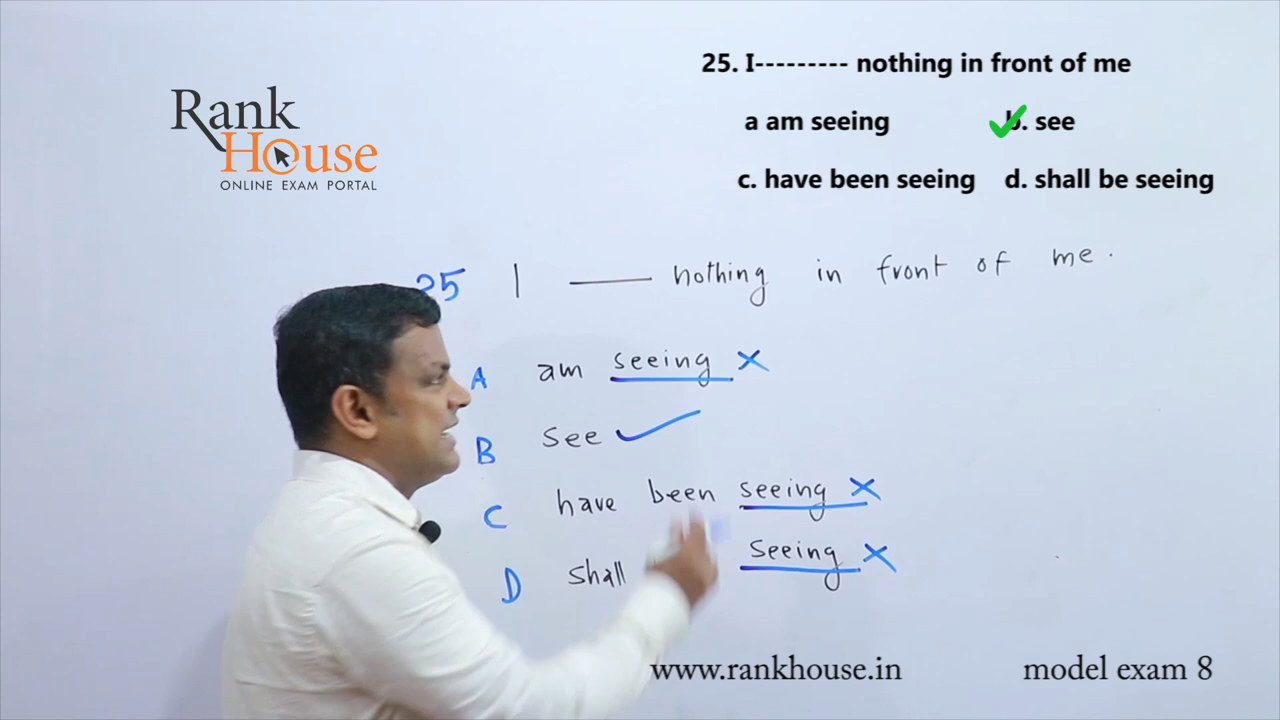 Rank
House
ONLINE EXAM PORTAL
25. I--------- nothing in front of me
a am seeing b. see
c. have been seeing d. shall be seeing
25 I ——— nothing in front of me.
A am seeing ×
B see ✓
C have been seeing ×
D shall seeing ×
www.rankhouse.in model exam 8